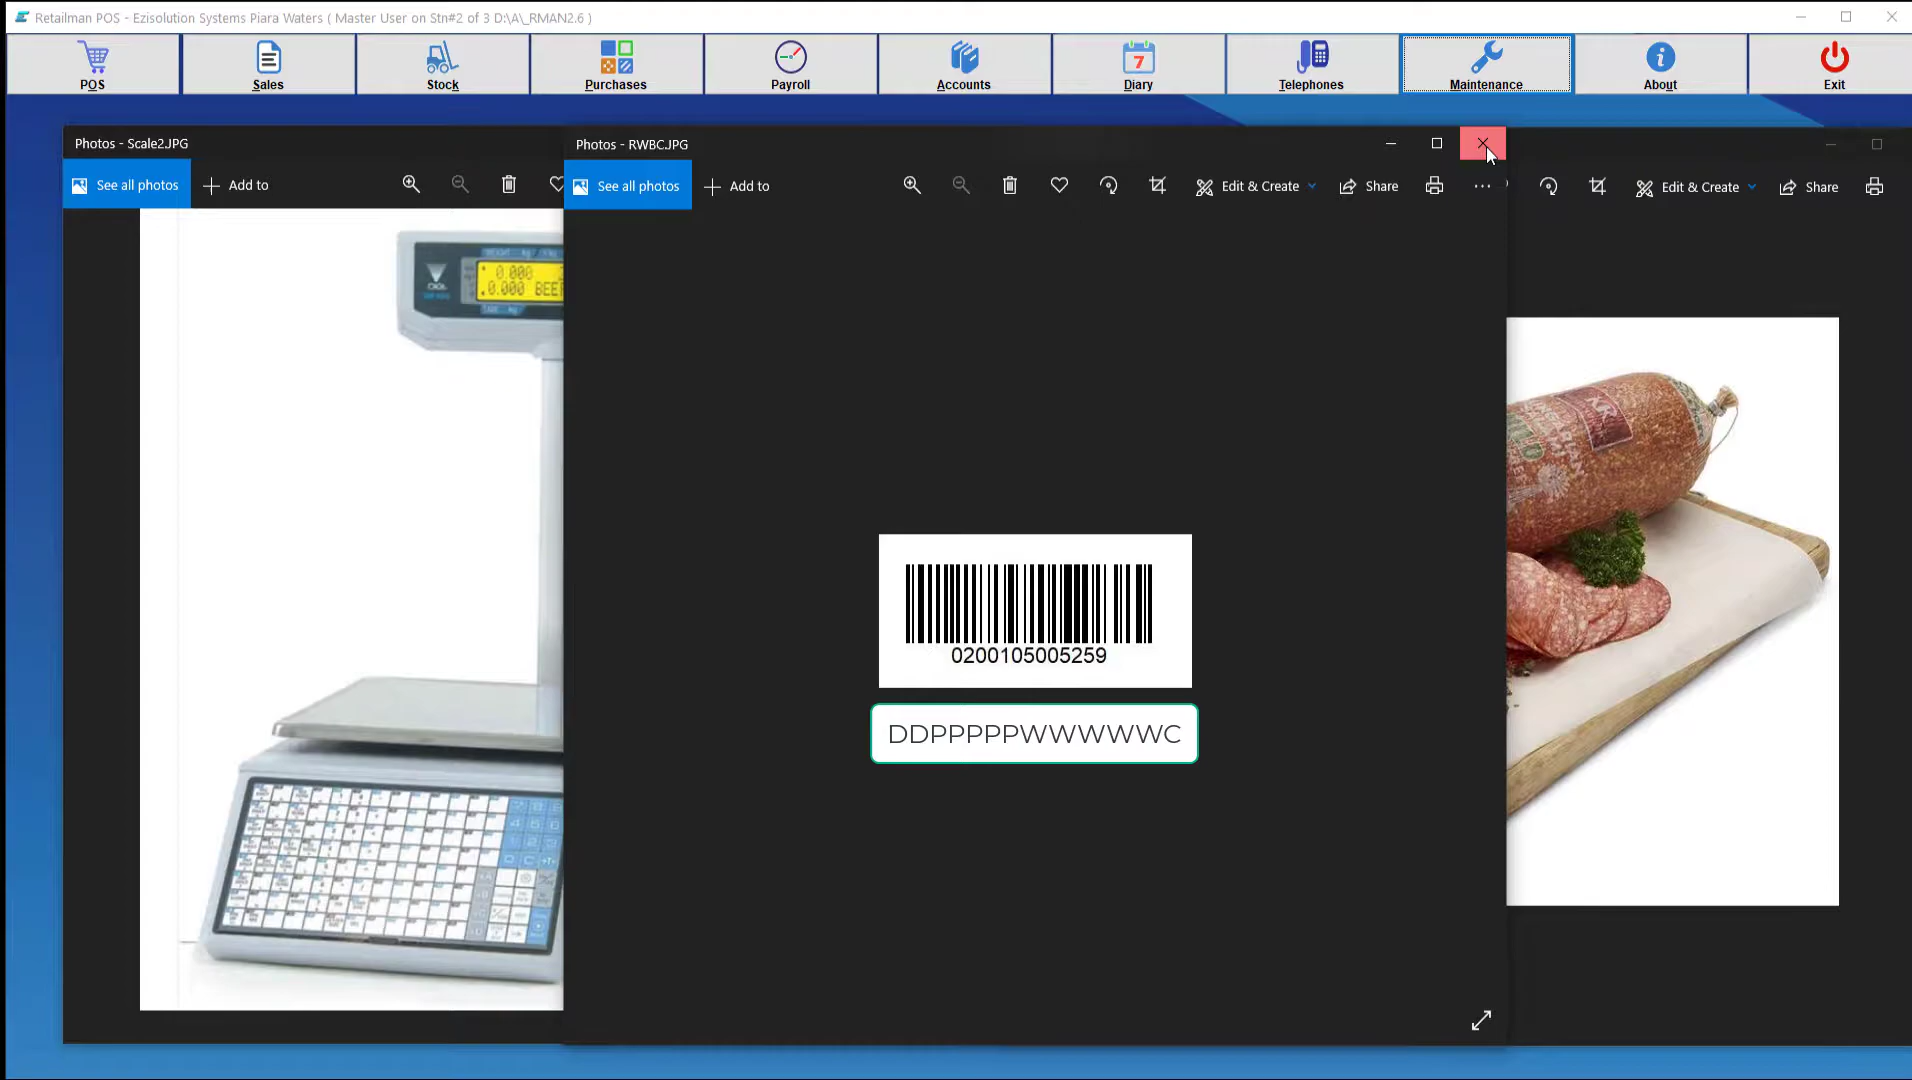 Retailman POS - Ezisolution Systems Piara Waters ( Master User on Stn#2 of 3 D:\A\_RMAN2.6 )
POS
Sales
Stock
Purchases
Payroll
Accounts
Diary
7
Telephones
Maintenance
About
Exit
Photos - Scale2.JPG
See all photos
Add to
Photos - RWBC.JPG
See all photos
Add to
Edit & Create
Share
Edit & Create
Share
0.000
0.000 BEEF
0200105005259
DDPPPPPWWWWWC